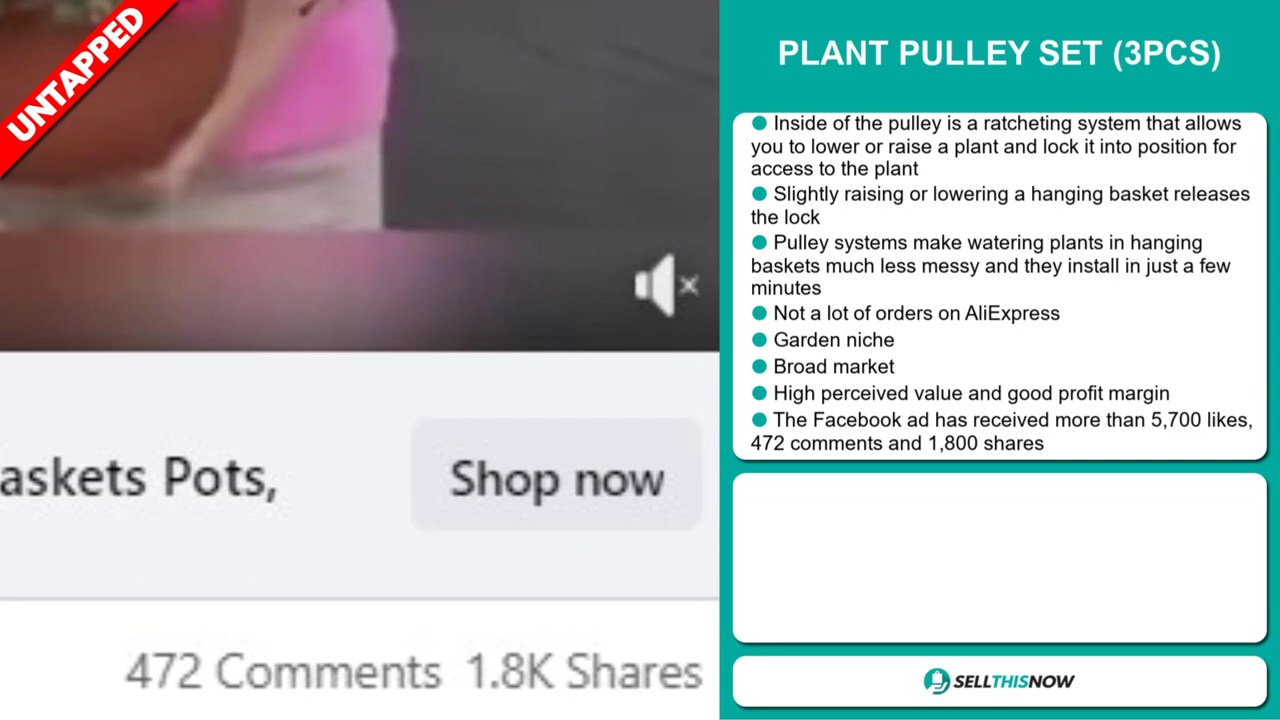 UNTAPPED
askets Pots,
Shop now
472 Comments 1.8K Shares
PLANT PULLEY SET (3PCS)
● Inside of the pulley is a ratcheting system that allows
you to lower or raise a plant and lock it into position for
access to the plant
● Slightly raising or lowering a hanging basket releases
the lock
● Pulley systems make watering plants in hanging
baskets much less messy and they install in just a few
minutes
● Not a lot of orders on AliExpress
● Garden niche
● Broad market
● High perceived value and good profit margin
● The Facebook ad has received more than 5,700 likes,
472 comments and 1,800 shares
SELLTHISNOW